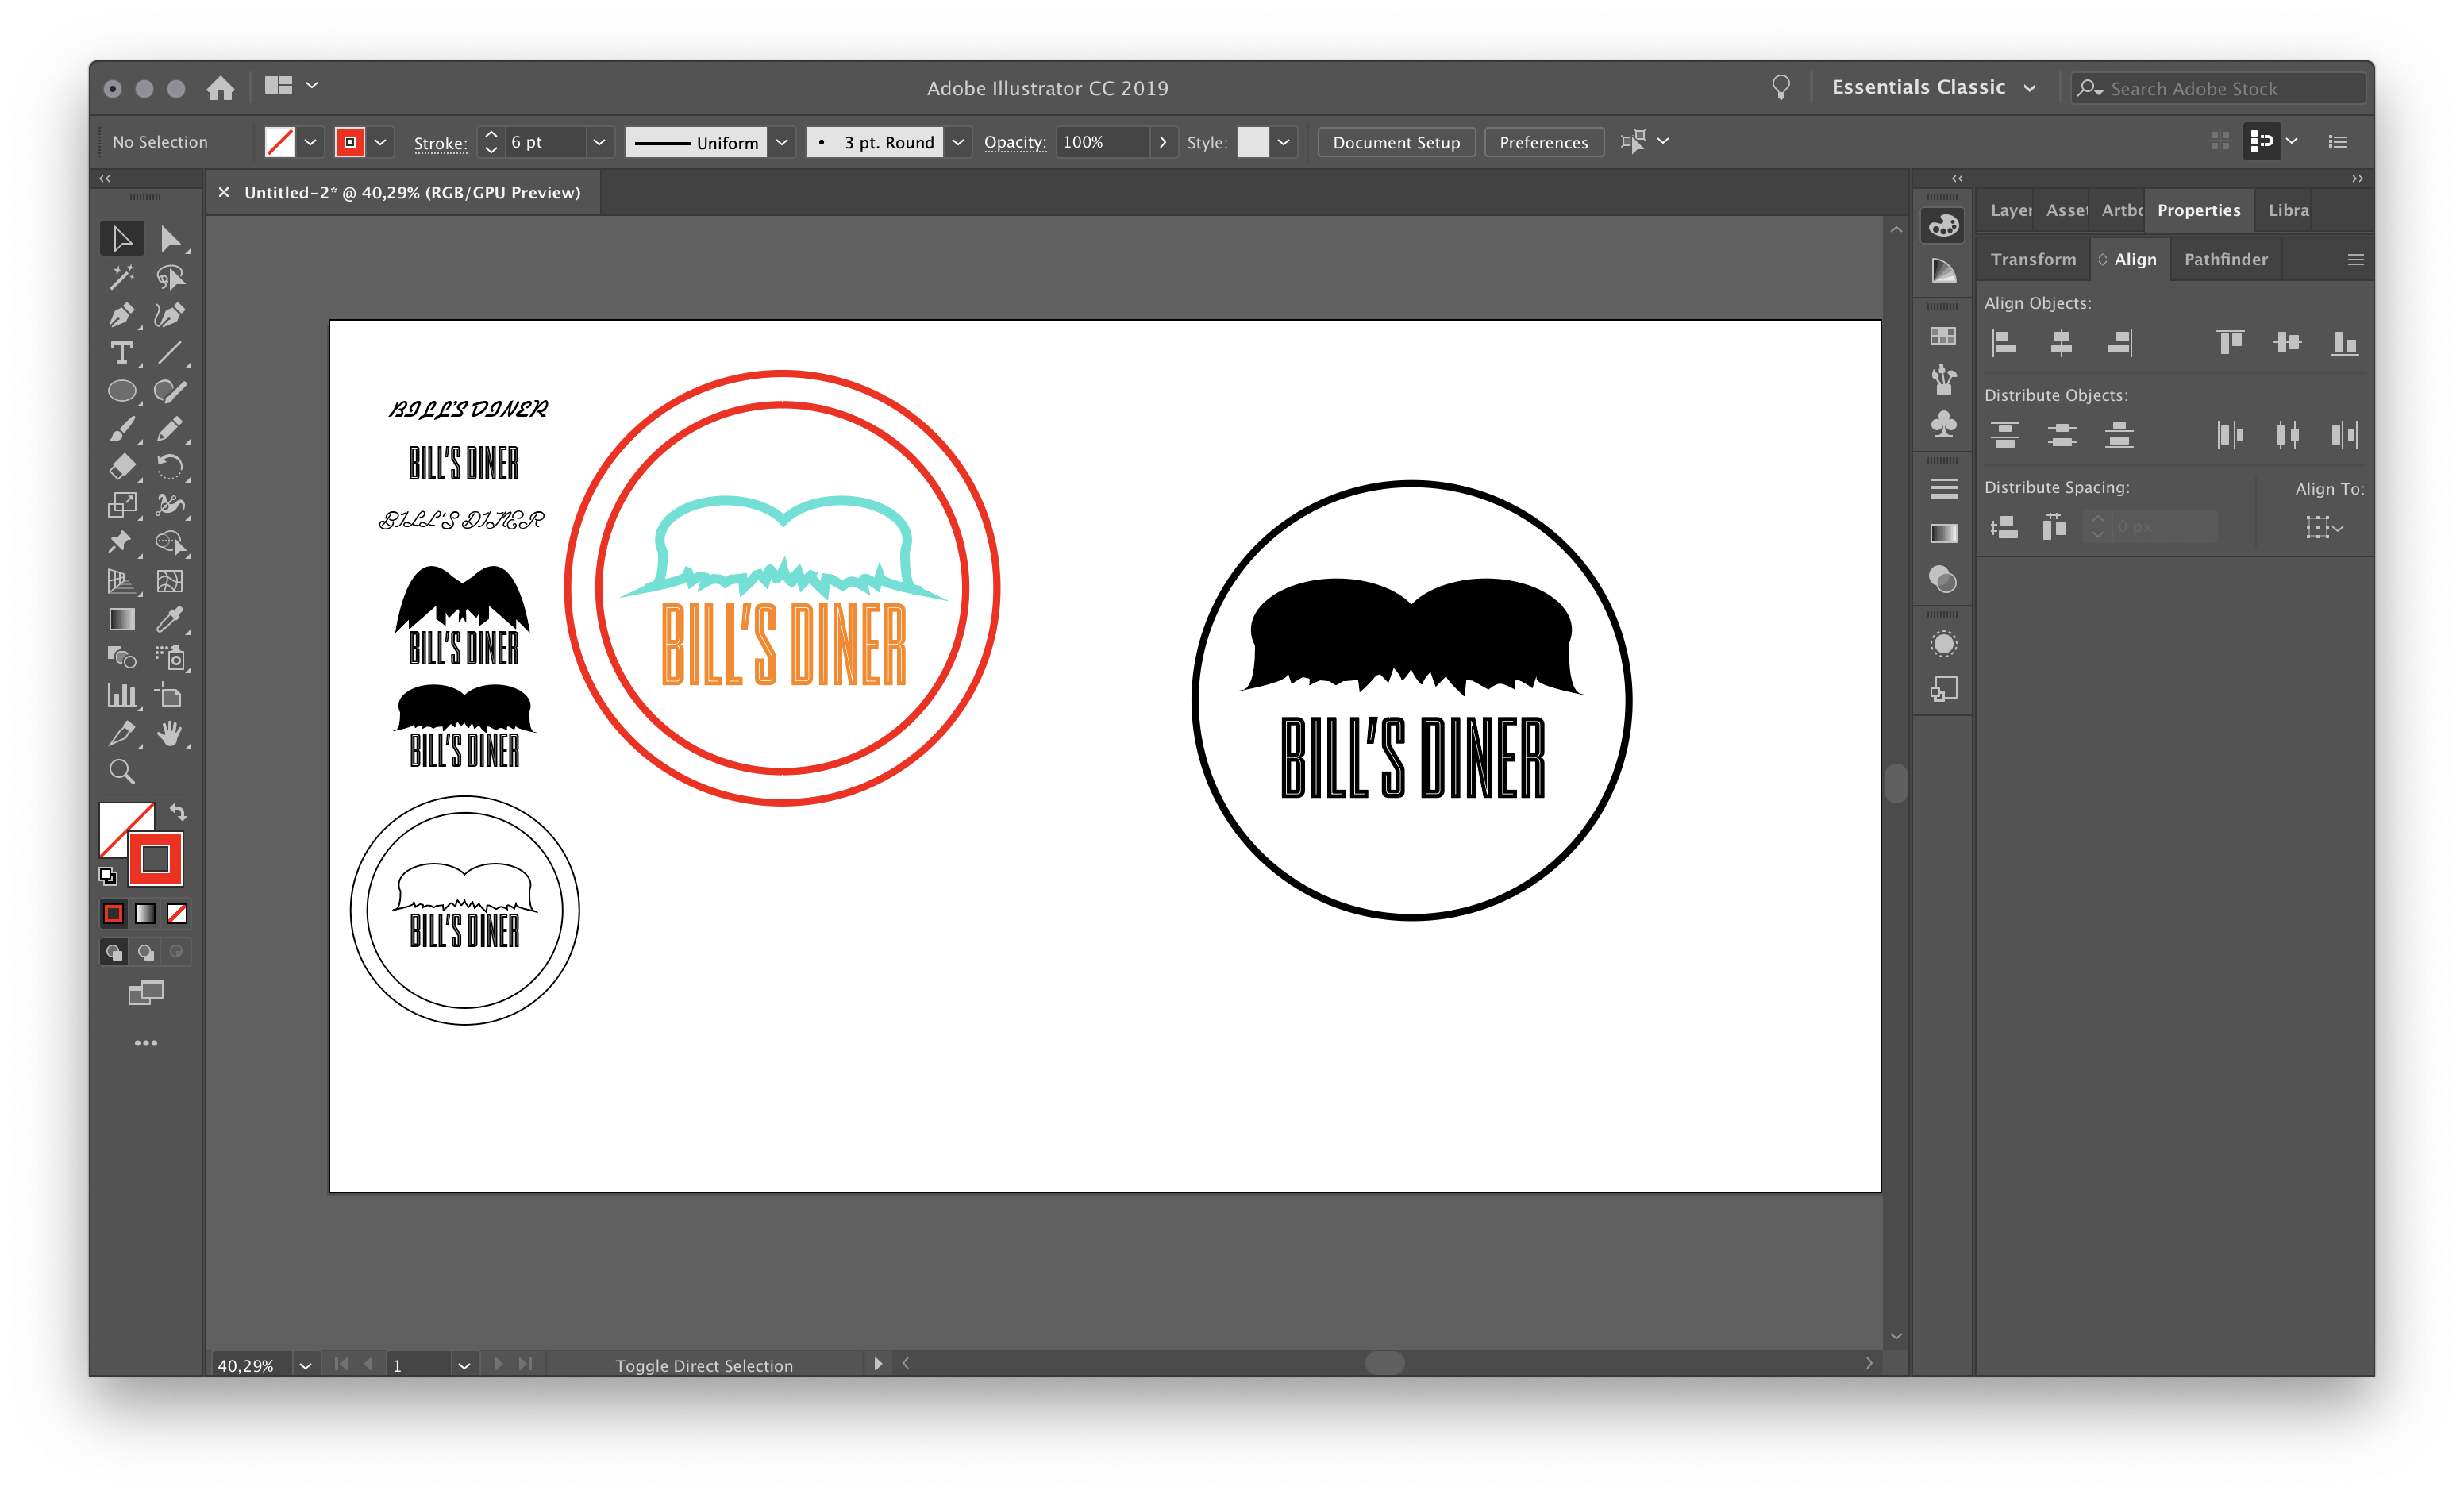 Adobe Illustrator CC 2019
Essentials Classic
Search Adobe Stock
No Selection
Stroke:
6 pt
Uniform
3 pt. Round
Opacity:
100%
Style:
Document Setup
Preferences
Untitled-2* @ 40,29% (RGB/GPU Preview)
Layer
Asset
Artbo
Properties
Libra
Transform
Align
Pathfinder
Align Objects:
Distribute Objects:
Distribute Spacing:
Align To:
0 px
BILL'S DINER
BILL'S DINER
BILL'S DINER
BILL'S DINER
BILL'S DINER
BILL'S DINER
BILL'S DINER
BILL'S DINER
40,29%
1
Toggle Direct Selection